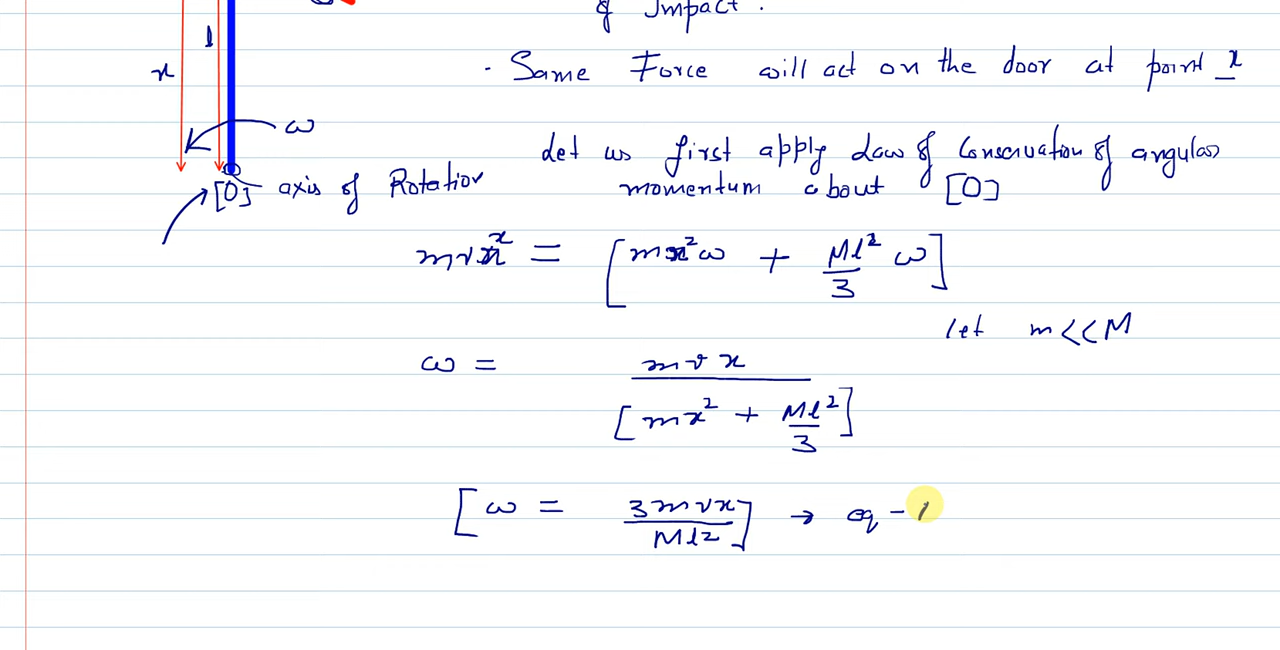 of Impact.
l
x
· Same Force will act on the door at point x
ω
Let us first apply Law of Conservation of angular
[O] axis of Rotation
momentum about [O]
mvx = [mx²ω + Ml²/3 ω]
let m<<M
ω = mvx / [mx² + Ml²/3]
[ω = 3mvx / Ml²] → eq-1